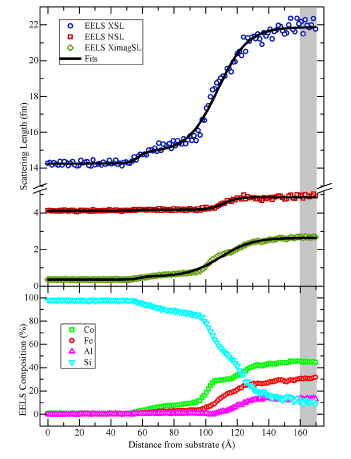 EELS XSL
EELS NSL
EELS XimagSL
Fits
Scattering Length (fm)
22
20
18
16
14
4
2
0
EELS Composition (%)
100
80
60
40
20
0
Co
Fe
Al
Si
0 20 40 60 80 100 120 140 160
Distance from substrate (Å)